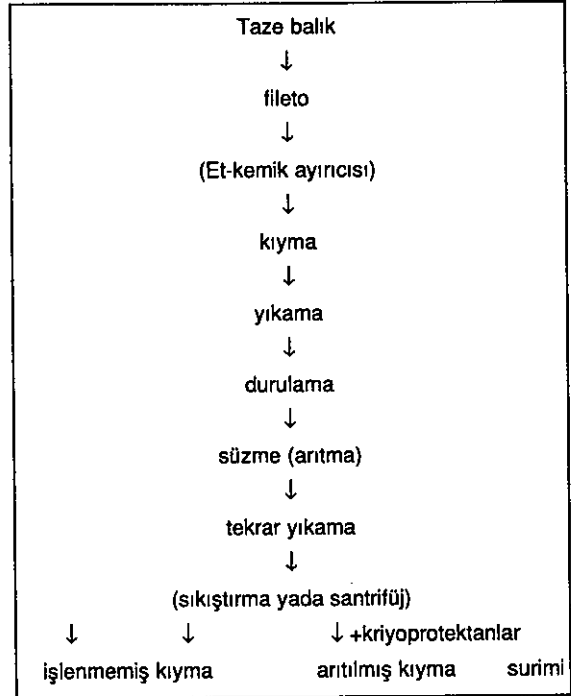 Taze balık
↓
fileto
↓
(Et-kemik ayırıcısı)
↓
kıyma
↓
yıkama
↓
durulama
↓
süzme (arıtma)
↓
tekrar yıkama
↓
(sıkıştırma yada santrifüj)
↓ ↓ ↓ +kriyoprotektanlar
işlenmemiş kıyma arıtılmış kıyma surimi